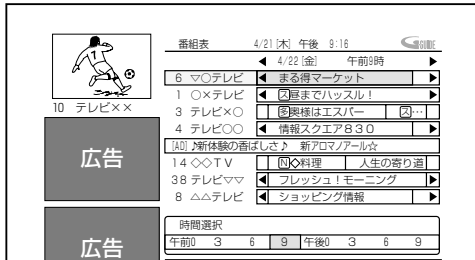 番組表 4/21[木] 午後 9:16 GGUIDE
◀ 4/22[金] 午前9時 ▶
6 ▽○テレビ ◀ まる得マーケット ▶
1 ○×テレビ ◀ ス昼までハッスル! ▶
3 テレビ×○ 多奥様はエスパー ス…
4 テレビ○○ ◀ 情報スクエア830 ▶
[AD] ♪新体験の香ばしさ♪ 新アロマノアール☆
14 ◇◇TV N◇料理 人生の寄り道
38 テレビ▽▽ ◀ フレッシュ!モーニング ▶
8 △△テレビ ◀ ショッピング情報 ▶
時間選択
午前0 3 6 9 午後0 3 6 9
7
10 テレビ××
広告
広告